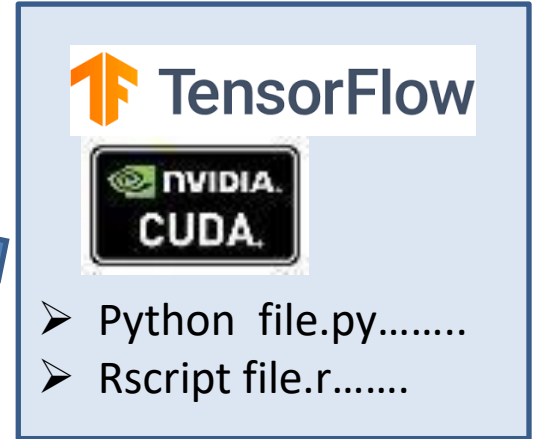 TensorFlow
NVIDIA.
CUDA.
➢ Python file.py……..
➢ Rscript file.r…….